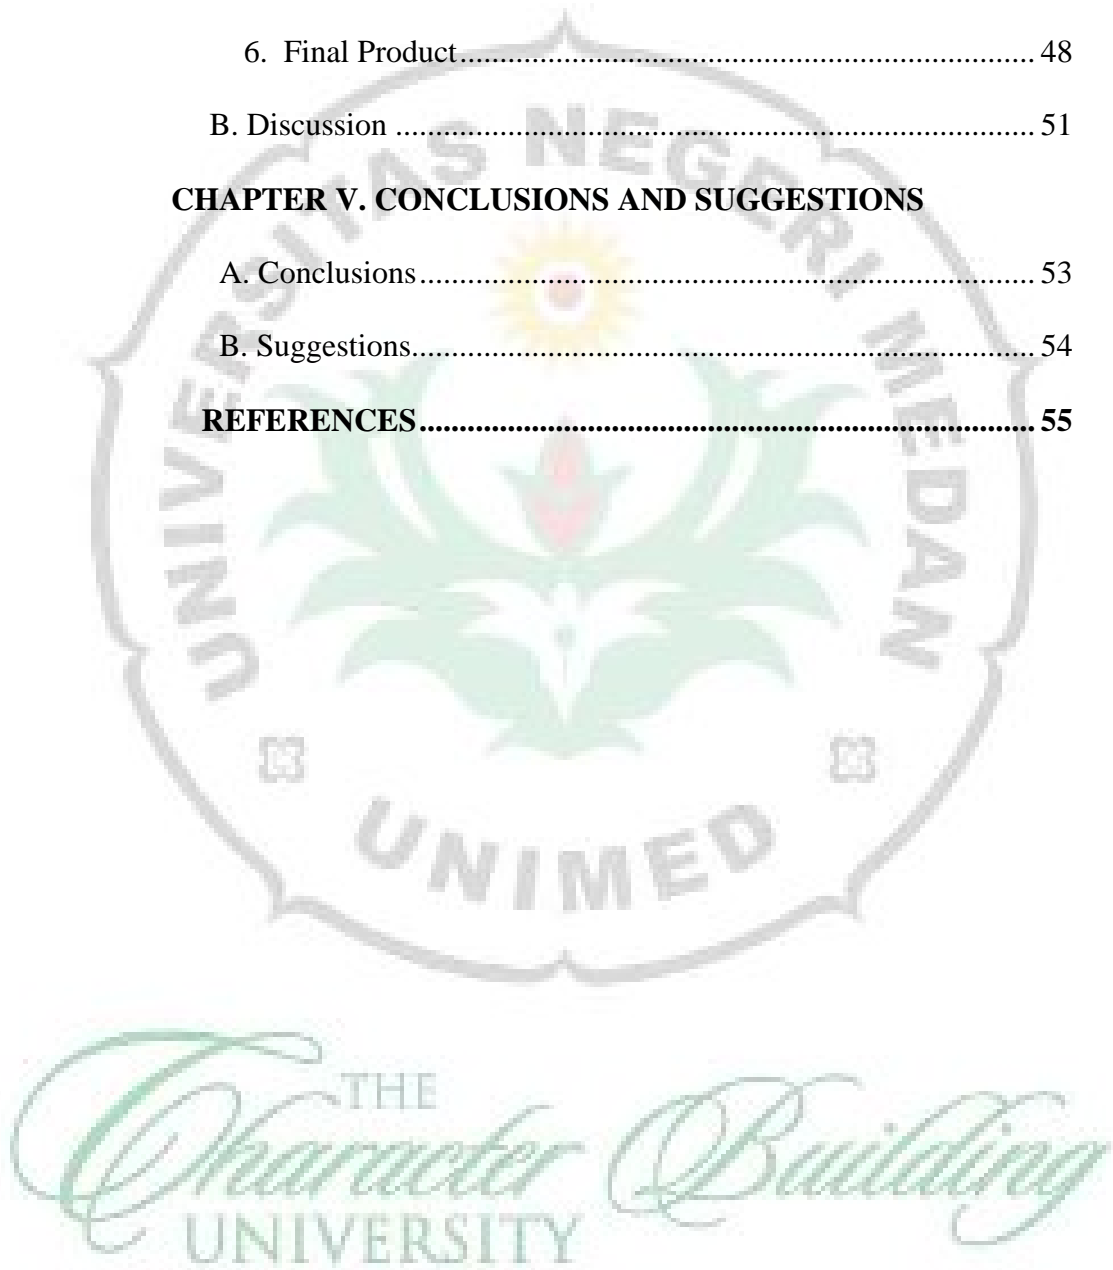 6. Final Product.......................................................................... 48
B. Discussion .................................................................................. 51
CHAPTER V. CONCLUSIONS AND SUGGESTIONS
A. Conclusions............................................................................... 53
B. Suggestions................................................................................ 54
REFERENCES............................................................................... 55
UNIVERSITAS NEGERI MEDAN
UNIMED
THE
Character Building
UNIVERSITY